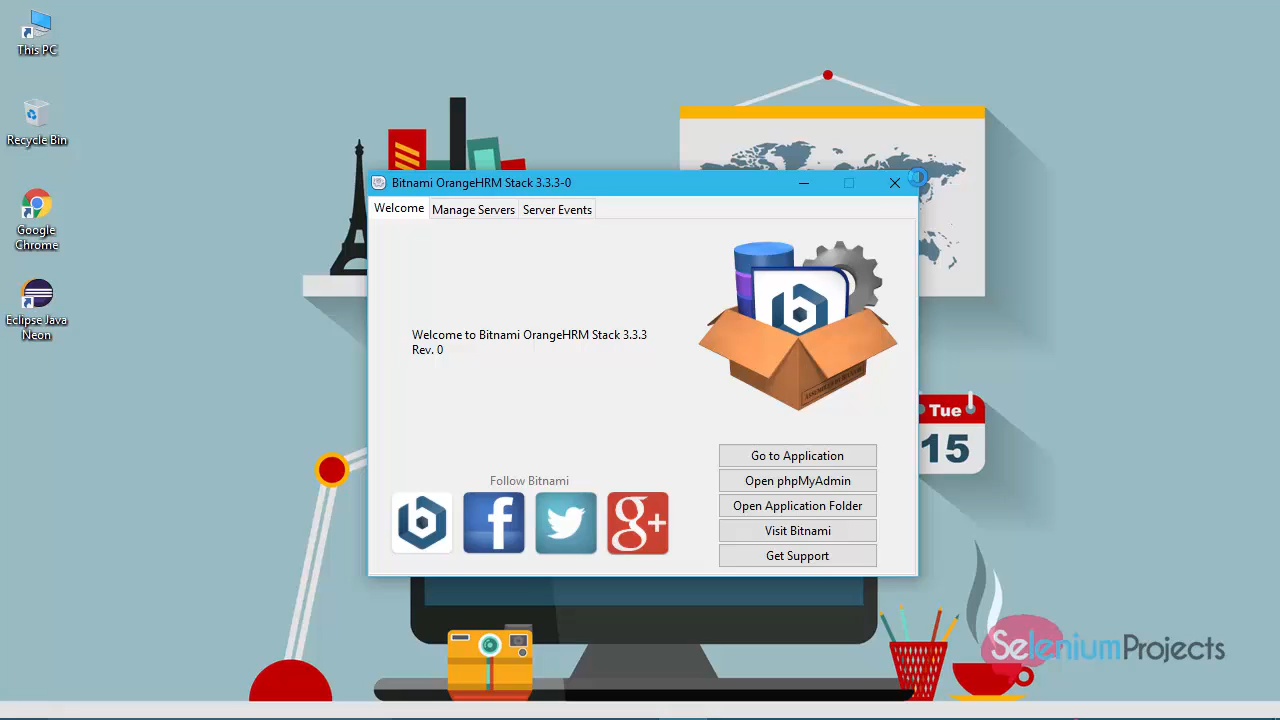 This PC
Recycle Bin
Google
Chrome
Eclipse Java
Neon
Bitnami OrangeHRM Stack 3.3.3-0
Welcome
Manage Servers
Server Events
Welcome to Bitnami OrangeHRM Stack 3.3.3
Rev. 0
Follow Bitnami
Go to Application
Open phpMyAdmin
Open Application Folder
Visit Bitnami
Get Support
Tue
15
SeleniumProjects